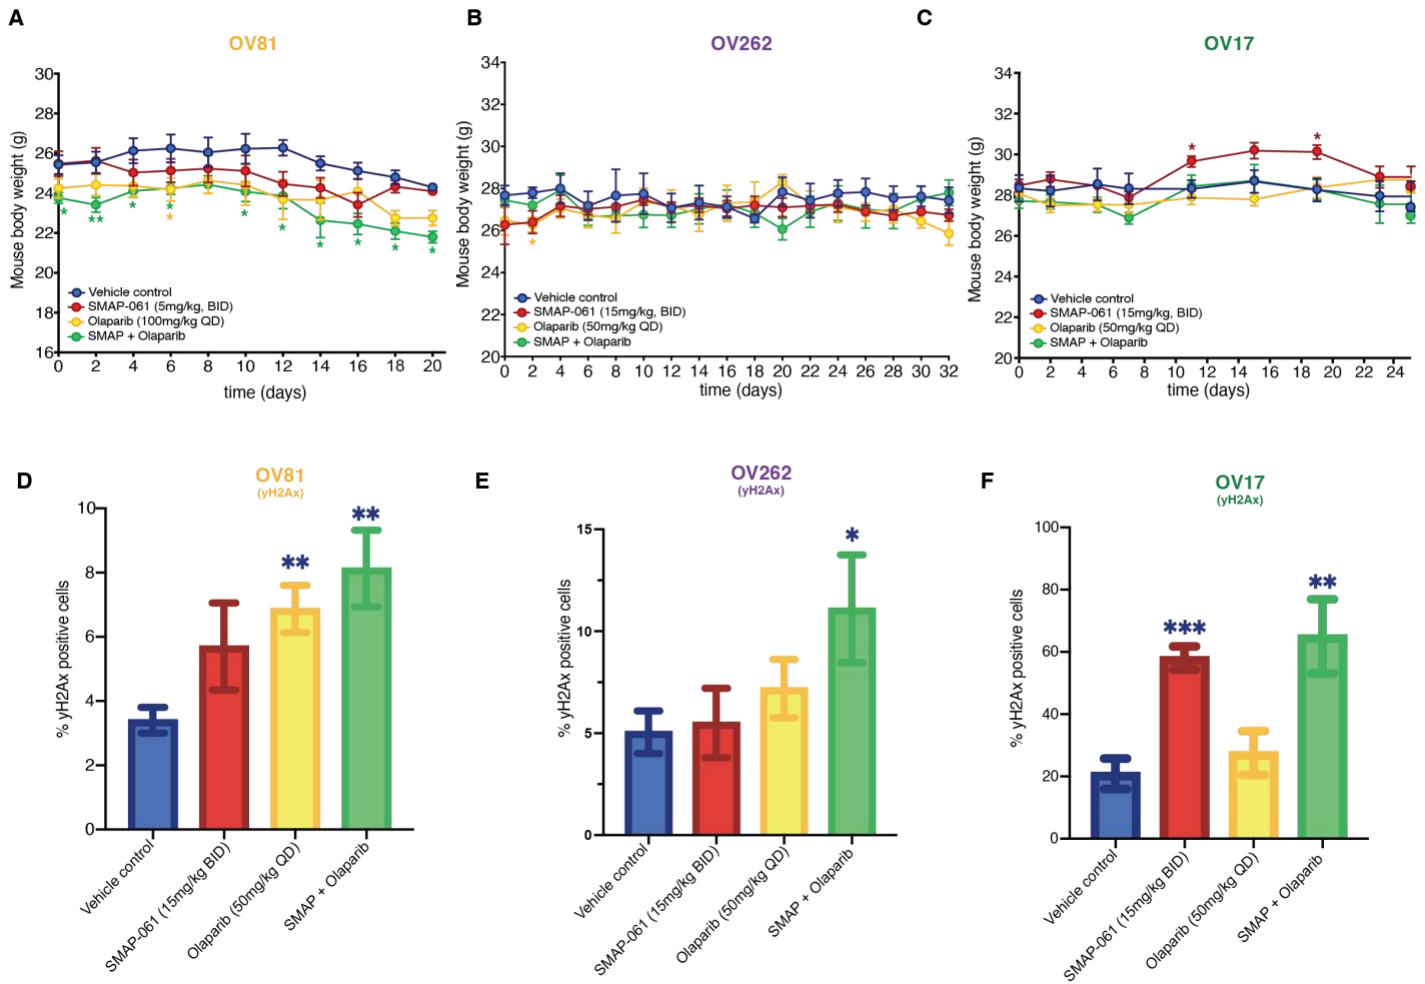 A
OV81
Mouse body weight (g)
30
28
26
24
22
20
18
16
* ** * * * * * * * * *
Vehicle control
SMAP-061 (5mg/kg, BID)
Olaparib (100mg/kg QD)
SMAP + Olaparib
0 2 4 6 8 10 12 14 16 18 20
time (days)
B
OV262
Mouse body weight (g)
34
32
30
28
26
24
22
20
*
Vehicle control
SMAP-061 (15mg/kg, BID)
Olaparib (50mg/kg QD)
SMAP + Olaparib
0 2 4 6 8 10 12 14 16 18 20 22 24 26 28 30 32
time (days)
C
OV17
Mouse body weight (g)
34
32
30
28
26
24
22
20
* *
Vehicle control
SMAP-061 (15mg/kg, BID)
Olaparib (50mg/kg QD)
SMAP + Olaparib
0 2 4 6 8 10 12 14 16 18 20 22 24
time (days)
D
OV81
(yH2Ax)
% yH2Ax positive cells
10
8
6
4
2
0
** **
Vehicle control
SMAP-061 (15mg/kg BID)
Olaparib (50mg/kg QD)
SMAP + Olaparib
E
OV262
(yH2Ax)
% yH2Ax positive cells
15
10
5
0
*
Vehicle control
SMAP-061 (15mg/kg BID)
Olaparib (50mg/kg QD)
SMAP + Olaparib
F
OV17
(yH2Ax)
% yH2Ax positive cells
100
80
60
40
20
0
*** **
Vehicle control
SMAP-061 (15mg/kg BID)
Olaparib (50mg/kg QD)
SMAP + Olaparib